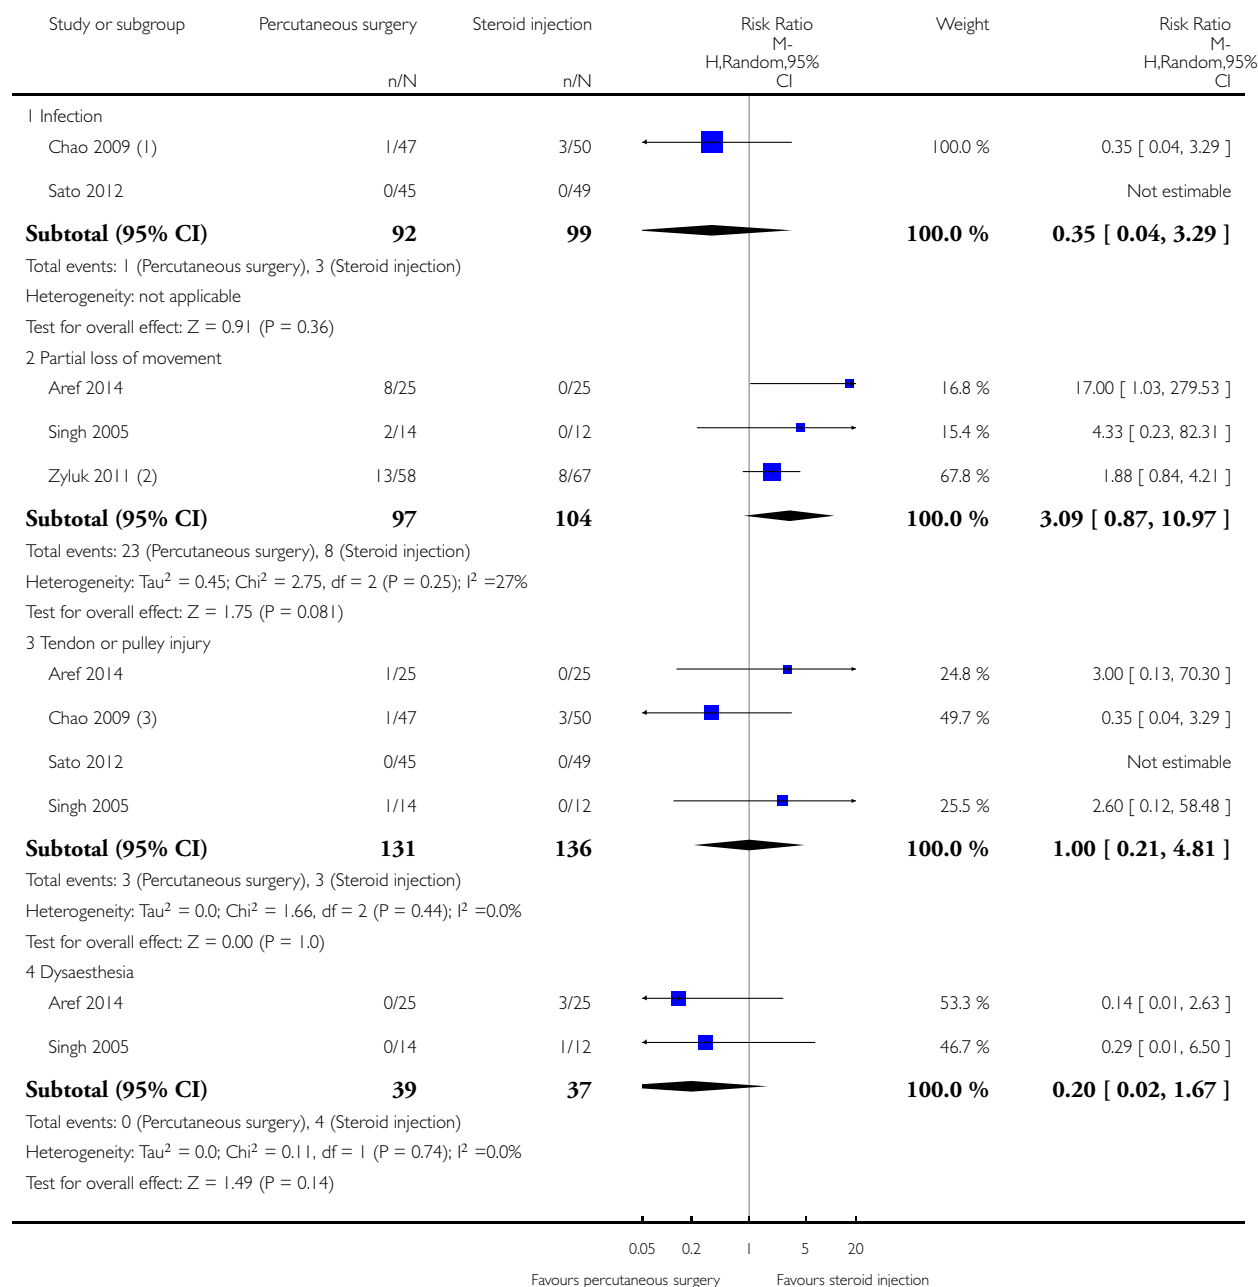 Study or subgroup Percutaneous surgery Steroid injection Risk Ratio Weight Risk Ratio
M- M-
H,Random,95% H,Random,95%
n/N n/N CI CI
1 Infection
Chao 2009 (1) 1/47 3/50 100.0 % 0.35 [ 0.04, 3.29 ]
Sato 2012 0/45 0/49 Not estimable
Subtotal (95% CI) 92 99 100.0 % 0.35 [ 0.04, 3.29 ]
Total events: 1 (Percutaneous surgery), 3 (Steroid injection)
Heterogeneity: not applicable
Test for overall effect: Z = 0.91 (P = 0.36)
2 Partial loss of movement
Aref 2014 8/25 0/25 16.8 % 17.00 [ 1.03, 279.53 ]
Singh 2005 2/14 0/12 15.4 % 4.33 [ 0.23, 82.31 ]
Zyluk 2011 (2) 13/58 8/67 67.8 % 1.88 [ 0.84, 4.21 ]
Subtotal (95% CI) 97 104 100.0 % 3.09 [ 0.87, 10.97 ]
Total events: 23 (Percutaneous surgery), 8 (Steroid injection)
Heterogeneity: Tau² = 0.45; Chi² = 2.75, df = 2 (P = 0.25); I² =27%
Test for overall effect: Z = 1.75 (P = 0.081)
3 Tendon or pulley injury
Aref 2014 1/25 0/25 24.8 % 3.00 [ 0.13, 70.30 ]
Chao 2009 (3) 1/47 3/50 49.7 % 0.35 [ 0.04, 3.29 ]
Sato 2012 0/45 0/49 Not estimable
Singh 2005 1/14 0/12 25.5 % 2.60 [ 0.12, 58.48 ]
Subtotal (95% CI) 131 136 100.0 % 1.00 [ 0.21, 4.81 ]
Total events: 3 (Percutaneous surgery), 3 (Steroid injection)
Heterogeneity: Tau² = 0.0; Chi² = 1.66, df = 2 (P = 0.44); I² =0.0%
Test for overall effect: Z = 0.00 (P = 1.0)
4 Dysaesthesia
Aref 2014 0/25 3/25 53.3 % 0.14 [ 0.01, 2.63 ]
Singh 2005 0/14 1/12 46.7 % 0.29 [ 0.01, 6.50 ]
Subtotal (95% CI) 39 37 100.0 % 0.20 [ 0.02, 1.67 ]
Total events: 0 (Percutaneous surgery), 4 (Steroid injection)
Heterogeneity: Tau² = 0.0; Chi² = 0.11, df = 1 (P = 0.74); I² =0.0%
Test for overall effect: Z = 1.49 (P = 0.14)
0.05 0.2 1 5 20
Favours percutaneous surgery Favours steroid injection